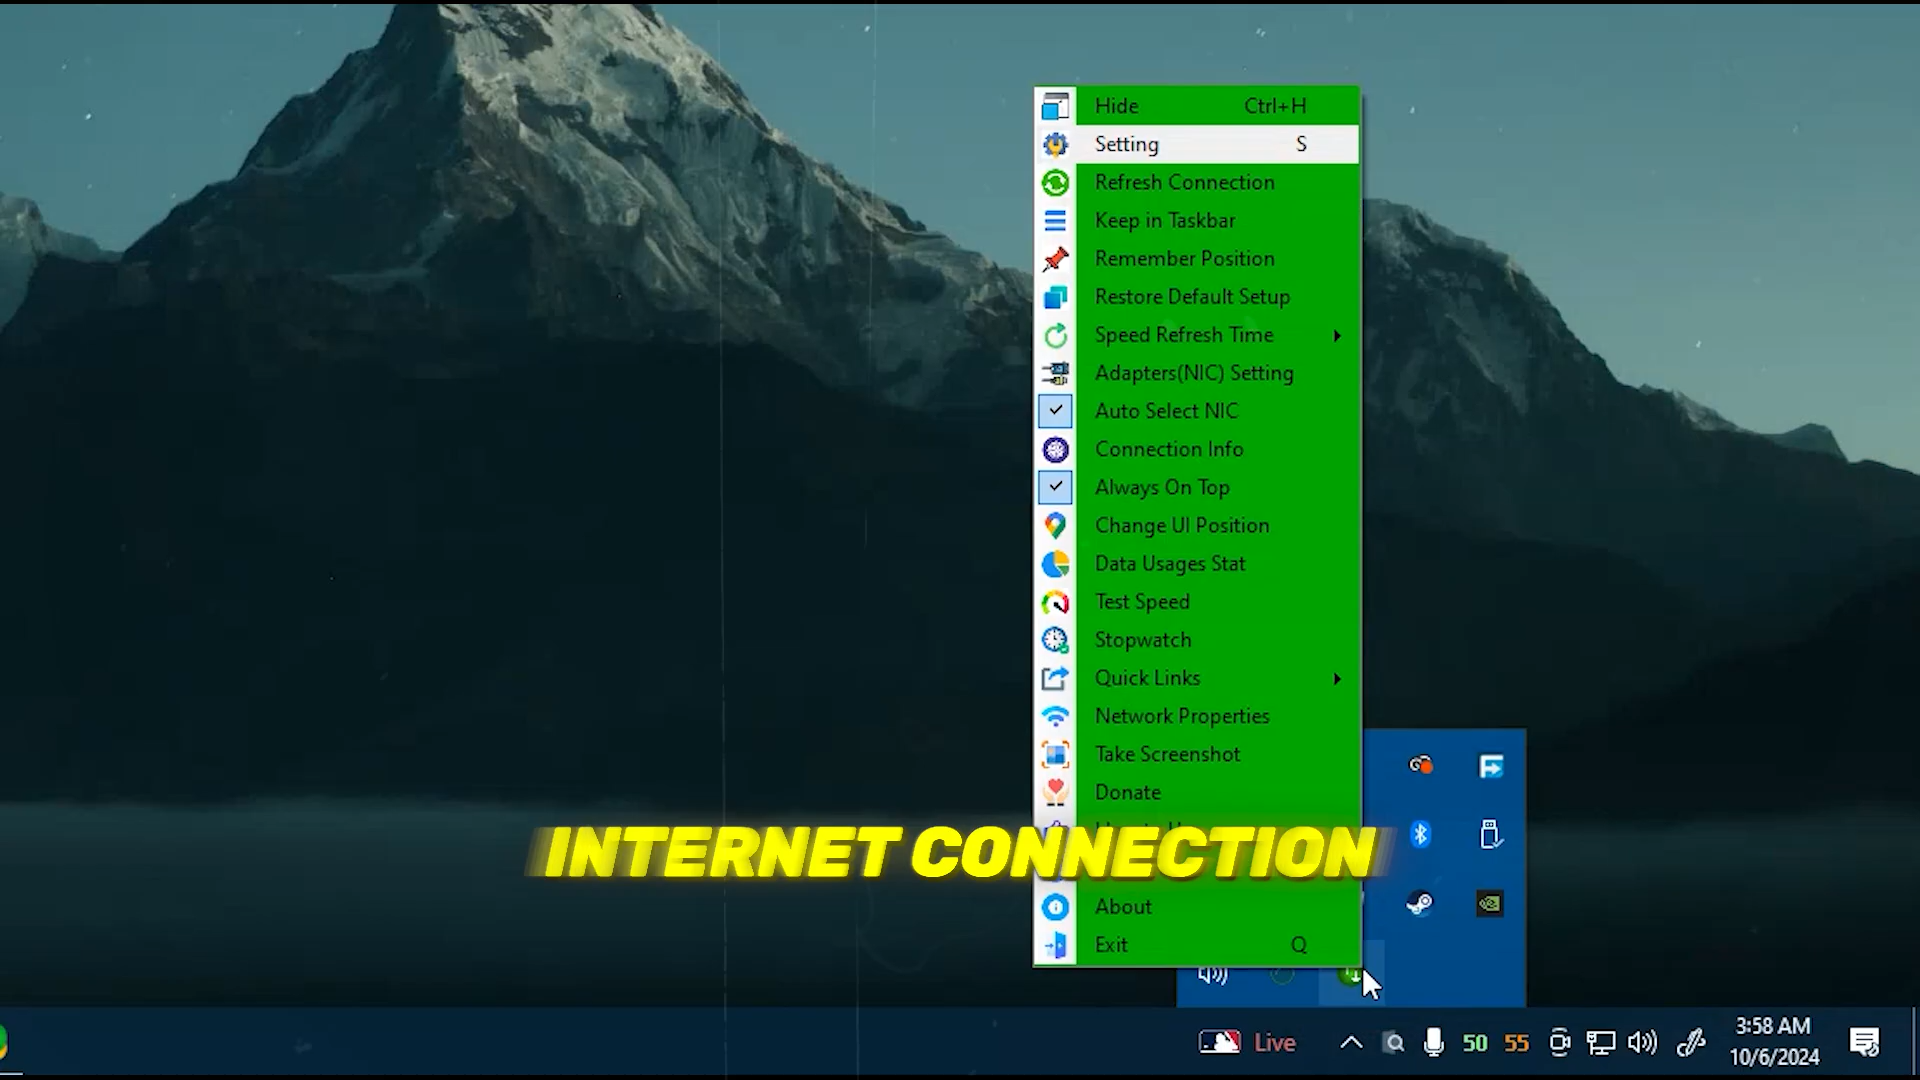 Hide Ctrl+H
Setting S
Refresh Connection
Keep in Taskbar
Remember Position
Restore Default Setup
Speed Refresh Time
Adapters(NIC) Setting
Auto Select NIC
Connection Info
Always On Top
Change UI Position
Data Usages Stat
Test Speed
Stopwatch
Quick Links
Network Properties
Take Screenshot
Donate
INTERNET CONNECTION
About
Exit Q
Live 50 55 3:58 AM
10/6/2024